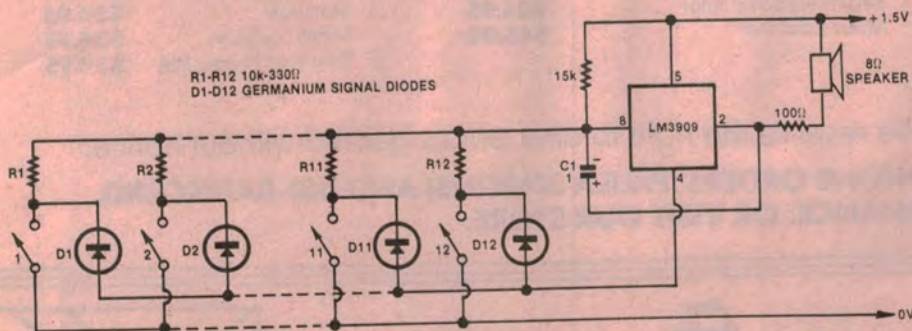 +1.5V
R1-R12 10k-330Ω
D1-D12 GERMANIUM SIGNAL DIODES
15k
5
8Ω
SPEAKER
8
LM3909
2
100Ω
R1
R2
R11
R12
C1
1
−
+
4
1
D1
2
D2
11
D11
12
D12
0V